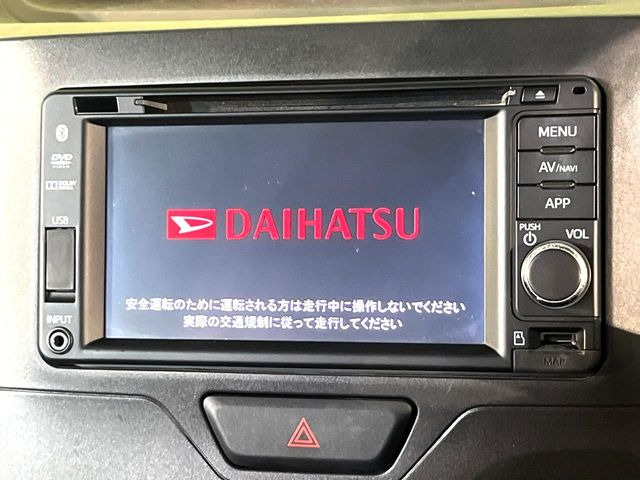 DVD
VIDEO
DOLBY
DIGITAL
USB
INPUT
DAIHATSU
安全運転のために運転される方は走行中に操作しないでください
実際の交通規制に従って走行してください
MENU
AV/NAVI
APP
PUSH
VOL
MAP